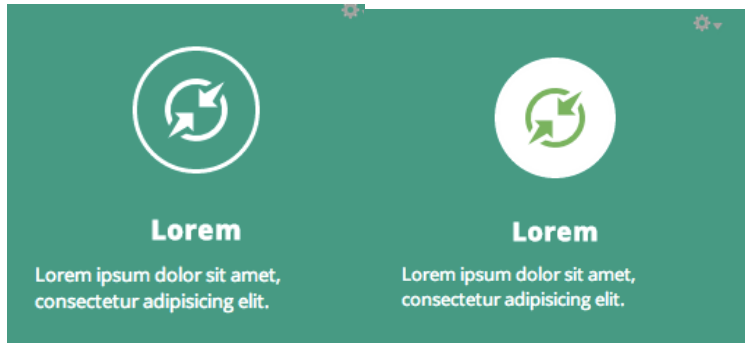 Lorem
Lorem ipsum dolor sit amet,
consectetur adipisicing elit.
Lorem
Lorem ipsum dolor sit amet,
consectetur adipisicing elit.